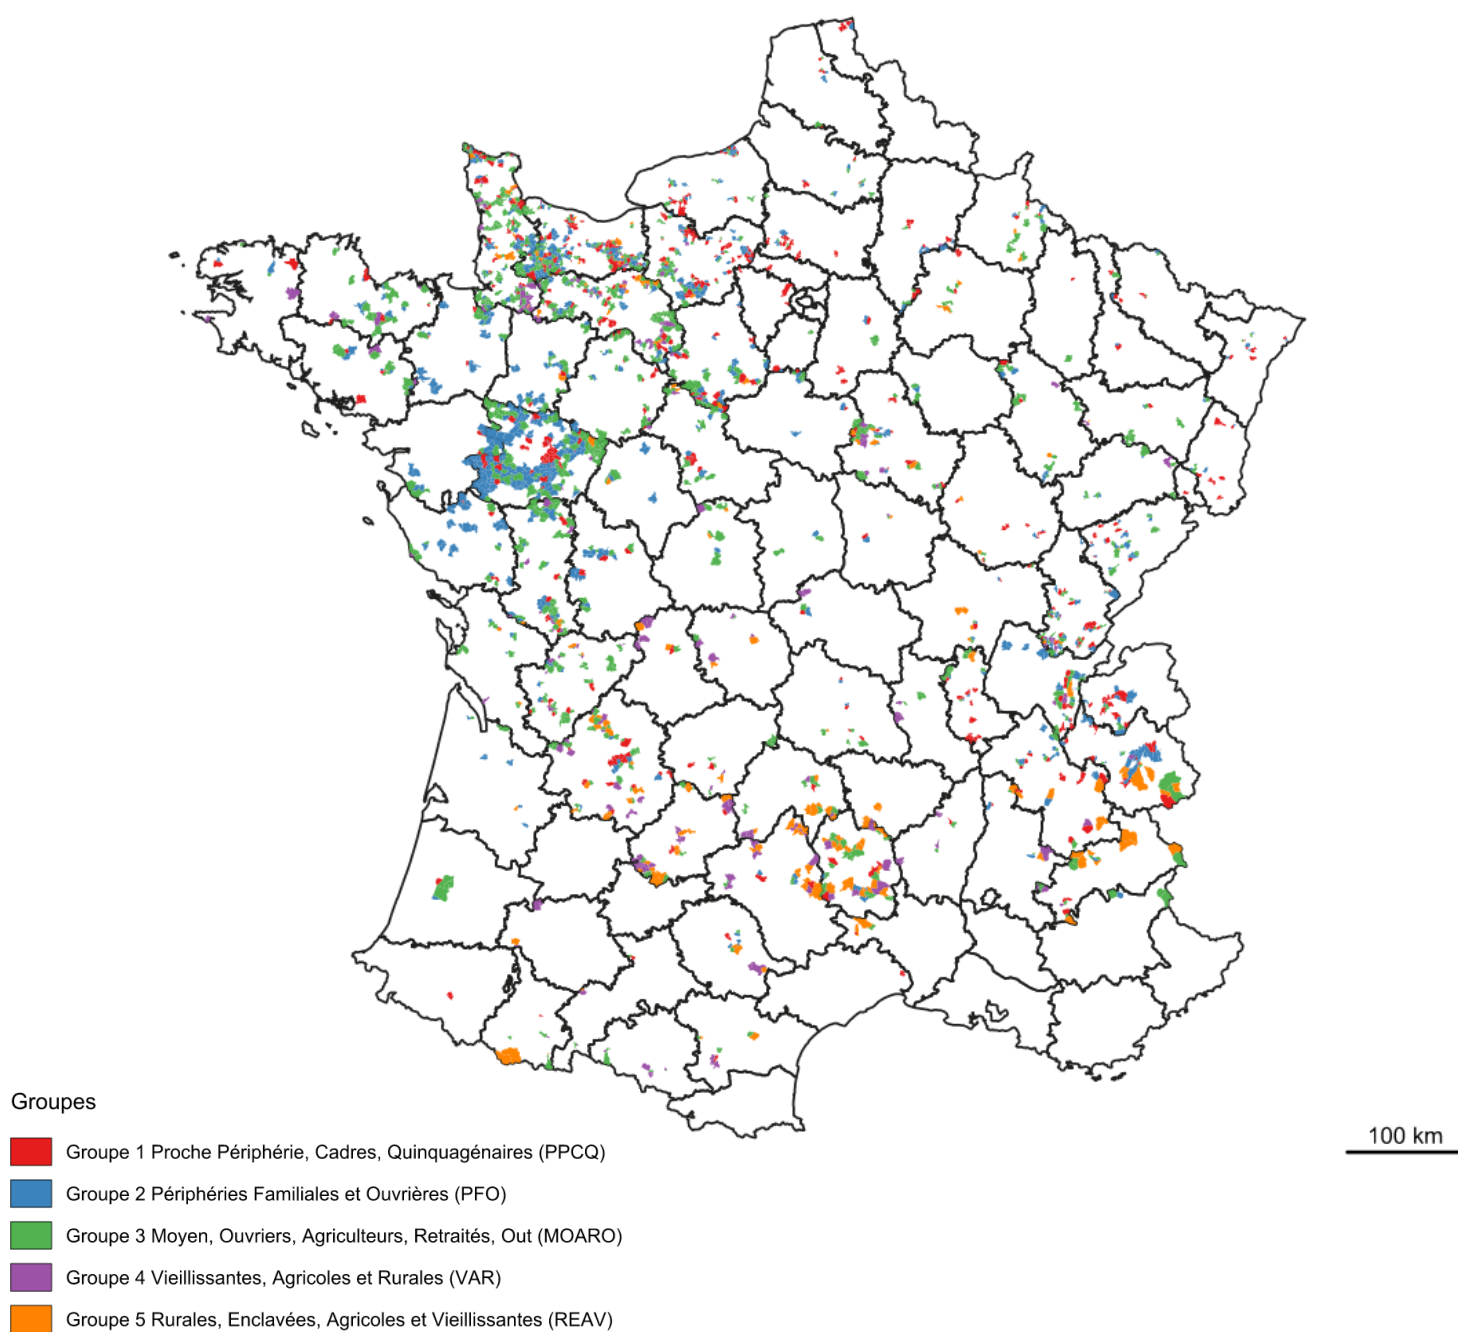 Groupes
Groupe 1 Proche Périphérie, Cadres, Quinquagénaires (PPCQ)
Groupe 2 Périphéries Familiales et Ouvrières (PFO)
Groupe 3 Moyen, Ouvriers, Agriculteurs, Retraités, Out (MOARO)
Groupe 4 Vieillissantes, Agricoles et Rurales (VAR)
Groupe 5 Rurales, Enclavées, Agricoles et Vieillissantes (REAV)
100 km